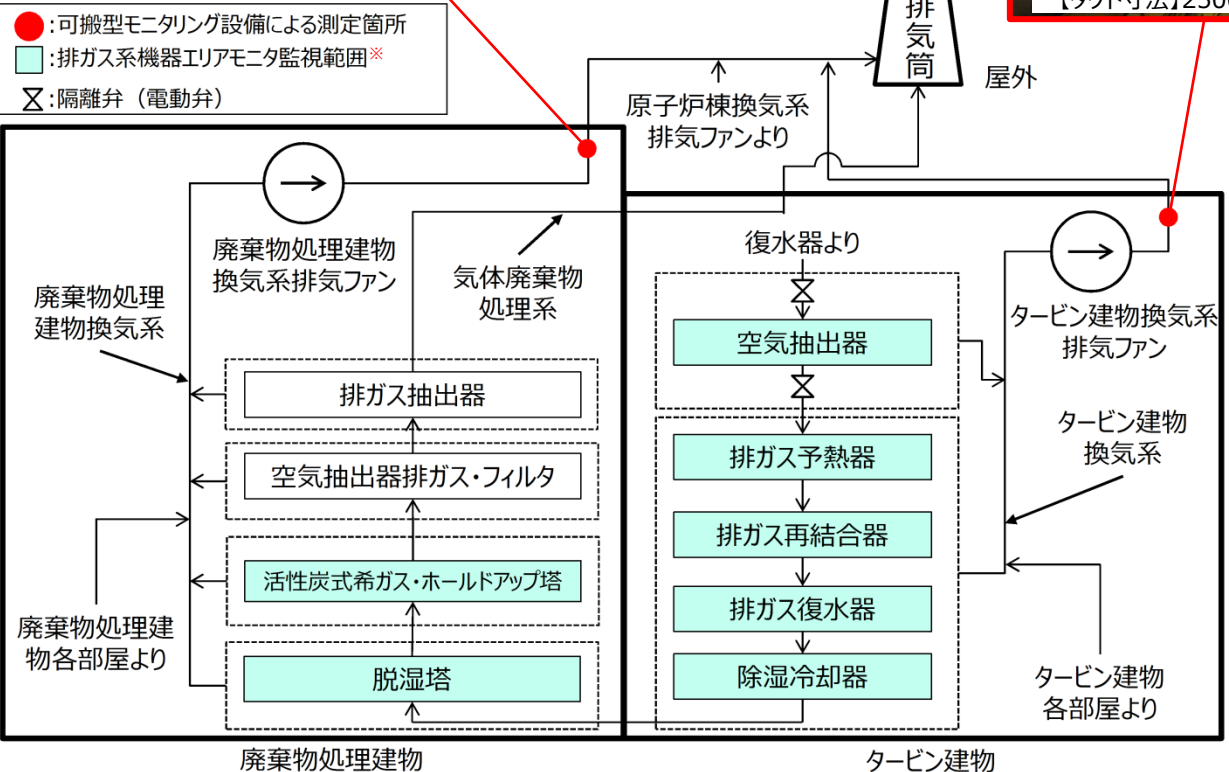 :可搬型モニタリング設備による測定箇所
:排ガス系機器エリアモニタ監視範囲※
:隔離弁（電動弁）
排気筒
屋外
原子炉棟換気系
排気ファンより
廃棄物処理建物
換気系排気ファン
気体廃棄物
処理系
廃棄物処理
建物換気系
排ガス抽出器
空気抽出器排ガス・フィルタ
活性炭式希ガス・ホールドアップ塔
脱湿塔
廃棄物処理建
物各部屋より
廃棄物処理建物
復水器より
空気抽出器
排ガス予熱器
排ガス再結合器
排ガス復水器
除湿冷却器
タービン建物換気系
排気ファン
タービン建物
換気系
タービン建物
各部屋より
タービン建物